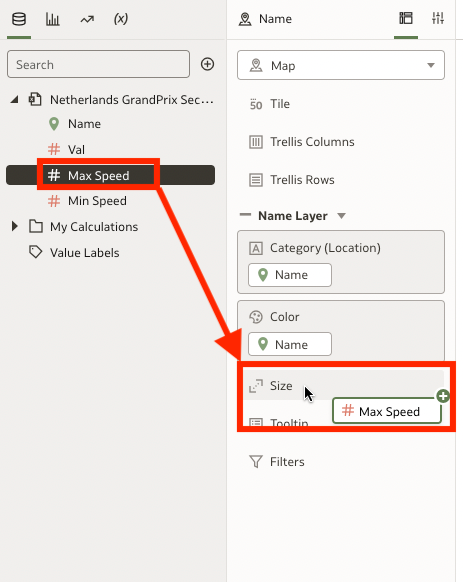 (x)
Search
Netherlands GrandPrix Sec...
Name
Val
Max Speed
Min Speed
My Calculations
Value Labels
Name
Map
50 Tile
Trellis Columns
Trellis Rows
Name Layer
A Category (Location)
Name
Color
Name
Size
Max Speed
Tooltip
Filters